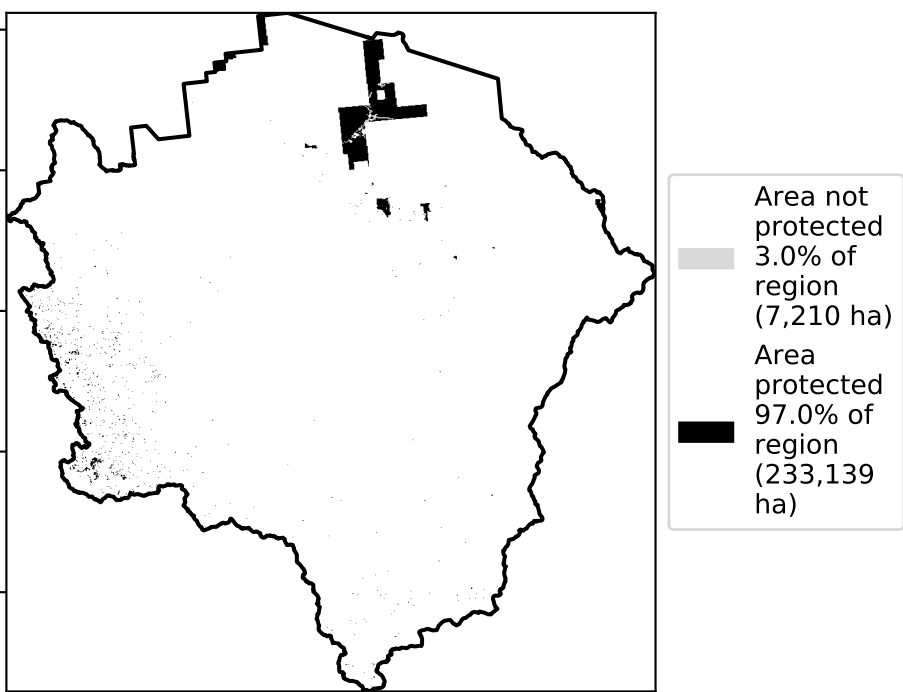 Area not
protected
3.0% of
region
(7,210 ha)
Area
protected
97.0% of
region
(233,139
ha)